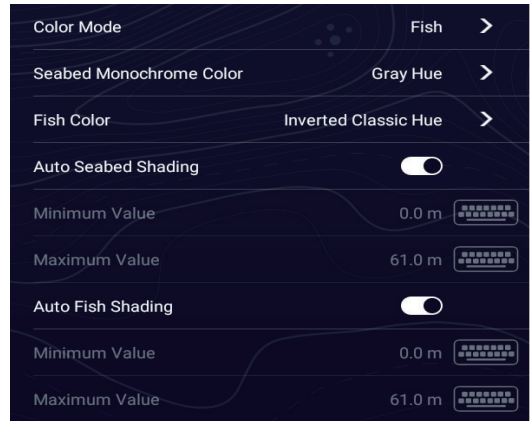 Color Mode Fish
Seabed Monochrome Color Gray Hue
Fish Color Inverted Classic Hue
Auto Seabed Shading
Minimum Value 0.0 m
Maximum Value 61.0 m
Auto Fish Shading
Minimum Value 0.0 m
Maximum Value 61.0 m